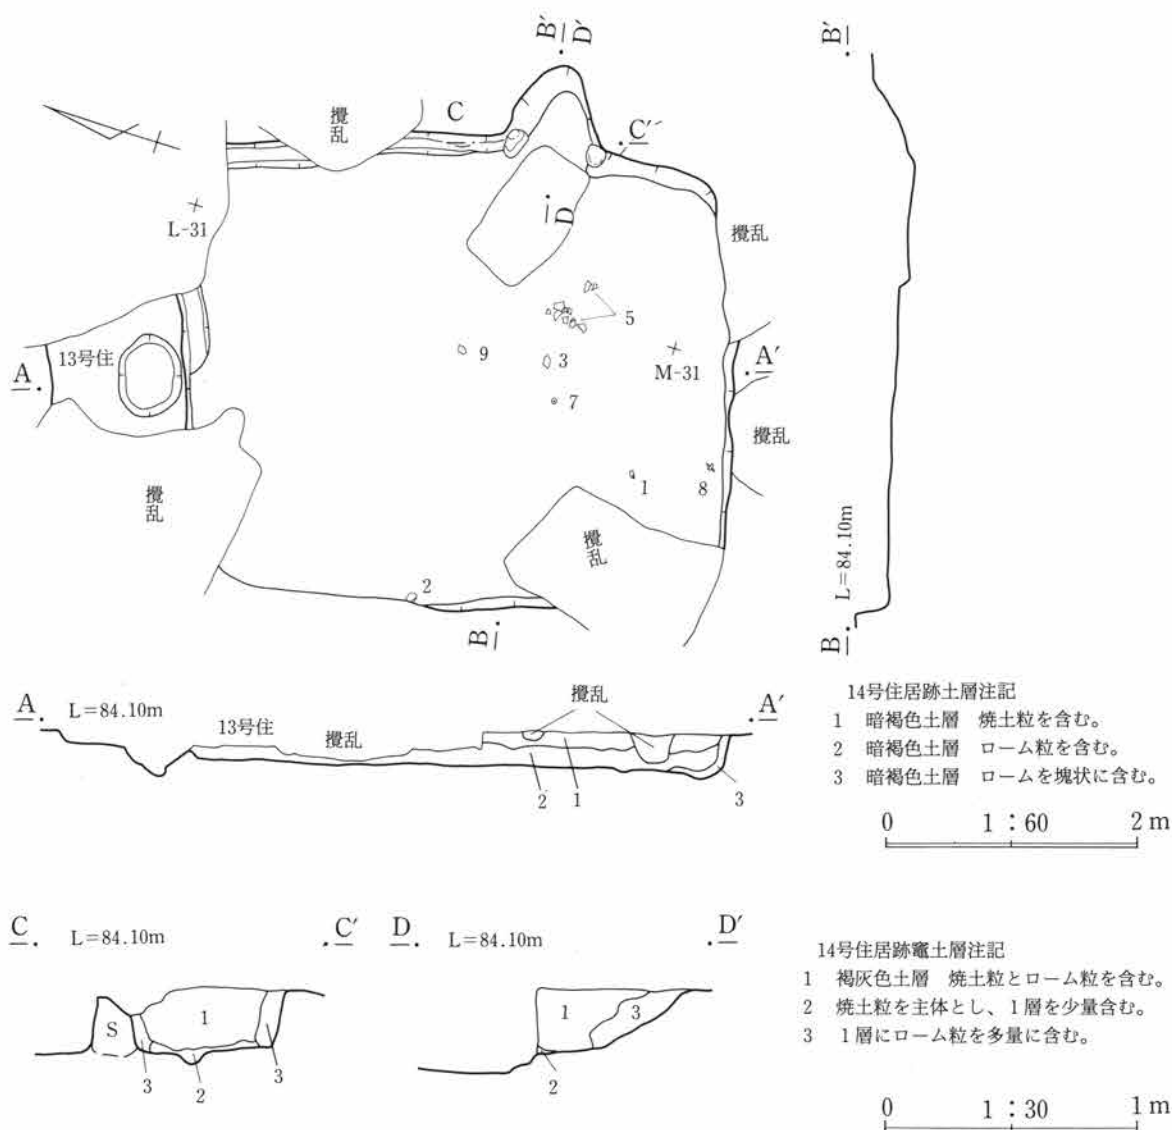 B′
D′
B′
攪乱
C
C′
L-31
D
攪乱
5
13号住
9
3
A
A′
M-31
7
攪乱
攪乱
1
8
攪乱
2
B
L=84.10m
B
A
L=84.10m
13号住
攪乱
攪乱
A′
2
1
3
14号住居跡土層注記
1 暗褐色土層 焼土粒を含む。
2 暗褐色土層 ローム粒を含む。
3 暗褐色土層 ロームを塊状に含む。
0 1：60 2 m
C
L=84.10m
C′
S
1
3
2
3
D
L=84.10m
D′
1
3
2
14号住居跡竈土層注記
1 褐灰色土層 焼土粒とローム粒を含む。
2 焼土粒を主体とし、1層を少量含む。
3 1層にローム粒を多量に含む。
0 1：30 1 m